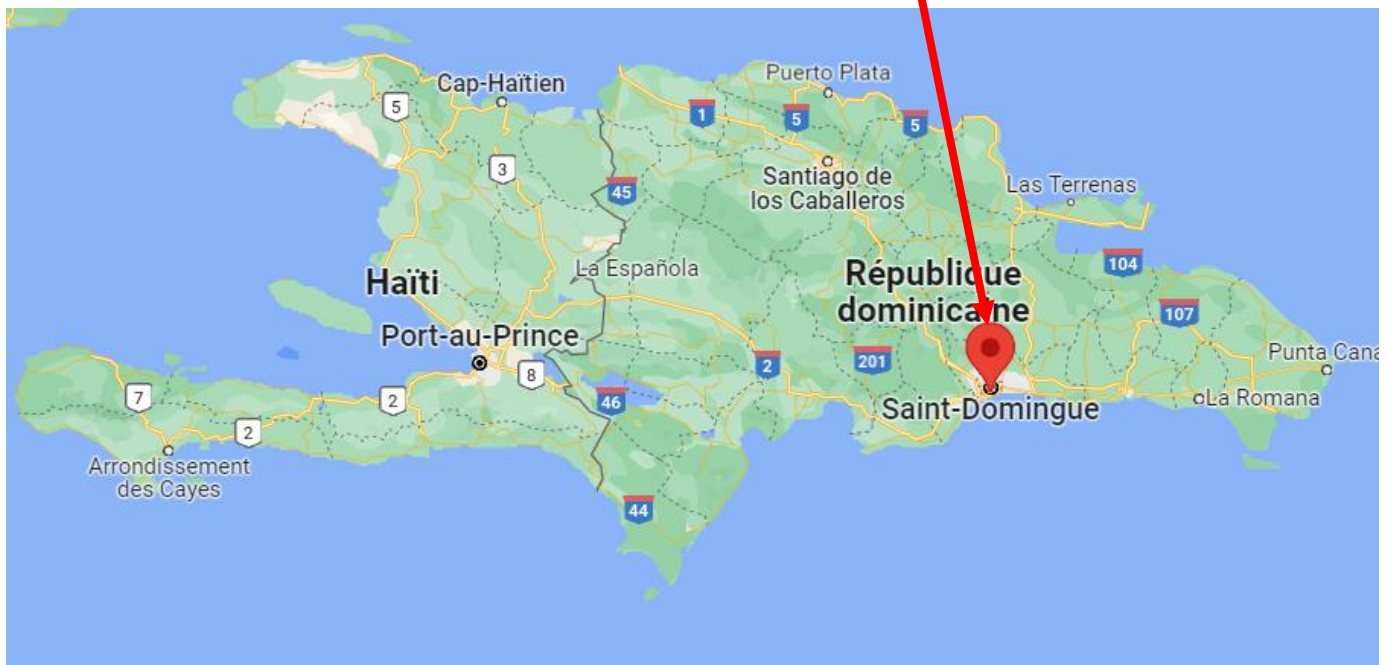 Puerto Plata
Cap-Haïtien
5
1
5
5
3
Santiago de
los Caballeros
45
Las Terrenas
La Española
République
dominicaine
104
Haïti
107
Port-au-Prince
2
201
Punta Cana
8
7
2
46
Saint-Domingue
La Romana
2
Arrondissement
des Cayes
44